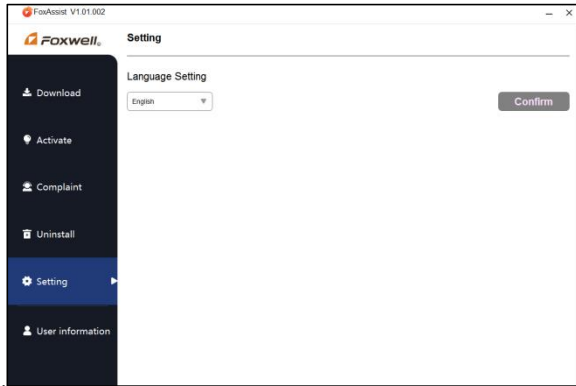 FoxAssist V1.01.002
FOXWELL®
Setting
Language Setting
English
Confirm
Download
Activate
Complaint
Uninstall
Setting
User information